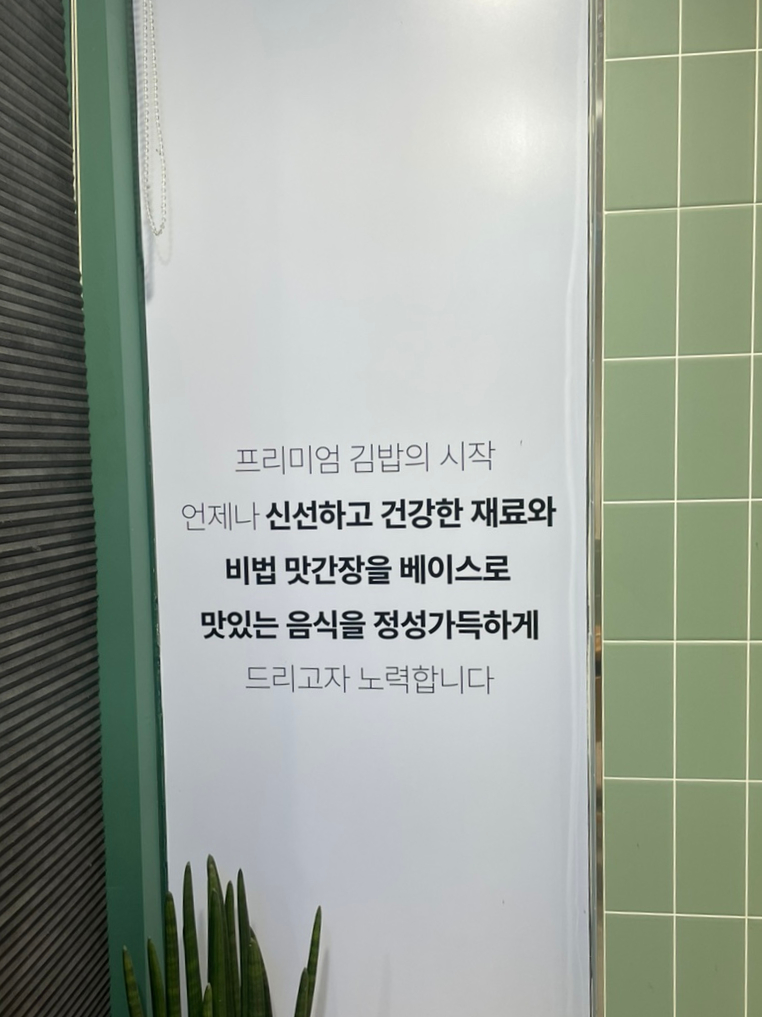 프리미엄 김밥의 시작
언제나 신선하고 건강한 재료와
비법 맛간장을 베이스로
맛있는 음식을 정성가득하게
드리고자 노력합니다